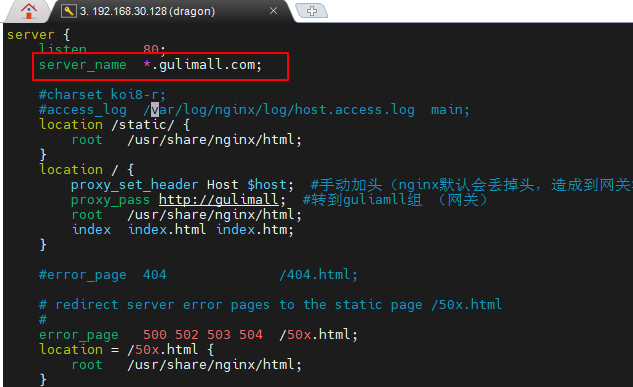 3. 192.168.30.128 (dragon)
server {
    listen       80;
    server_name  *.gulimall.com;
    #charset koi8-r;
    #access_log  /var/log/nginx/log/host.access.log  main;
    location /static/ {
        root   /usr/share/nginx/html;
    }
    location / {
        proxy_set_header Host $host;  #手动加头（nginx默认会丢掉头，造成到网关
        proxy_pass http://gulimall;  #转到guliamll组 （网关）
        root   /usr/share/nginx/html;
        index  index.html index.htm;
    }
    #error_page  404              /404.html;
    # redirect server error pages to the static page /50x.html
    #
    error_page   500 502 503 504  /50x.html;
    location = /50x.html {
        root   /usr/share/nginx/html;
    }